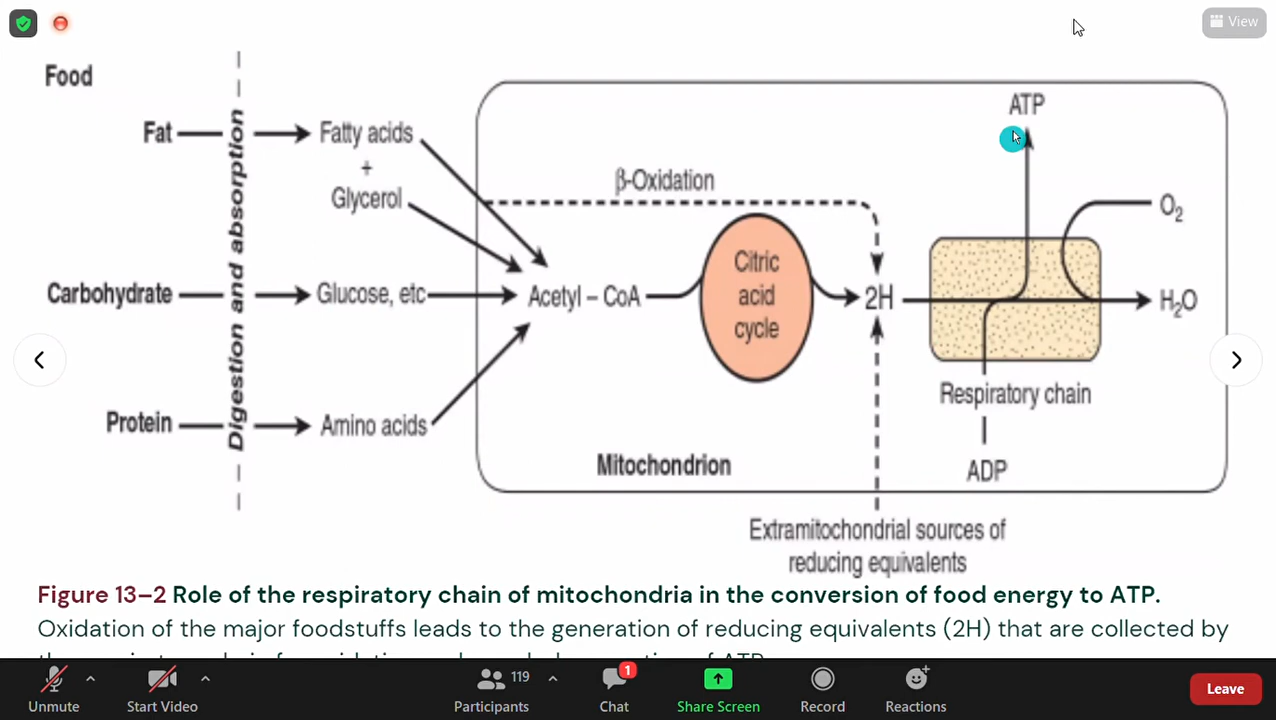 View
Food
ATP
Fat
Fatty acids
+
Glycerol
Digestion and absorption
β-Oxidation
O2
Citric
acid
cycle
Carbohydrate
Glucose, etc
Acetyl – CoA
2H
H2O
Respiratory chain
Protein
Amino acids
Mitochondrion
ADP
Extramitochondrial sources of
reducing equivalents
Figure 13–2 Role of the respiratory chain of mitochondria in the conversion of food energy to ATP.
Oxidation of the major foodstuffs leads to the generation of reducing equivalents (2H) that are collected by
Unmute
Start Video
119
Participants
1
Chat
Share Screen
Record
Reactions
Leave